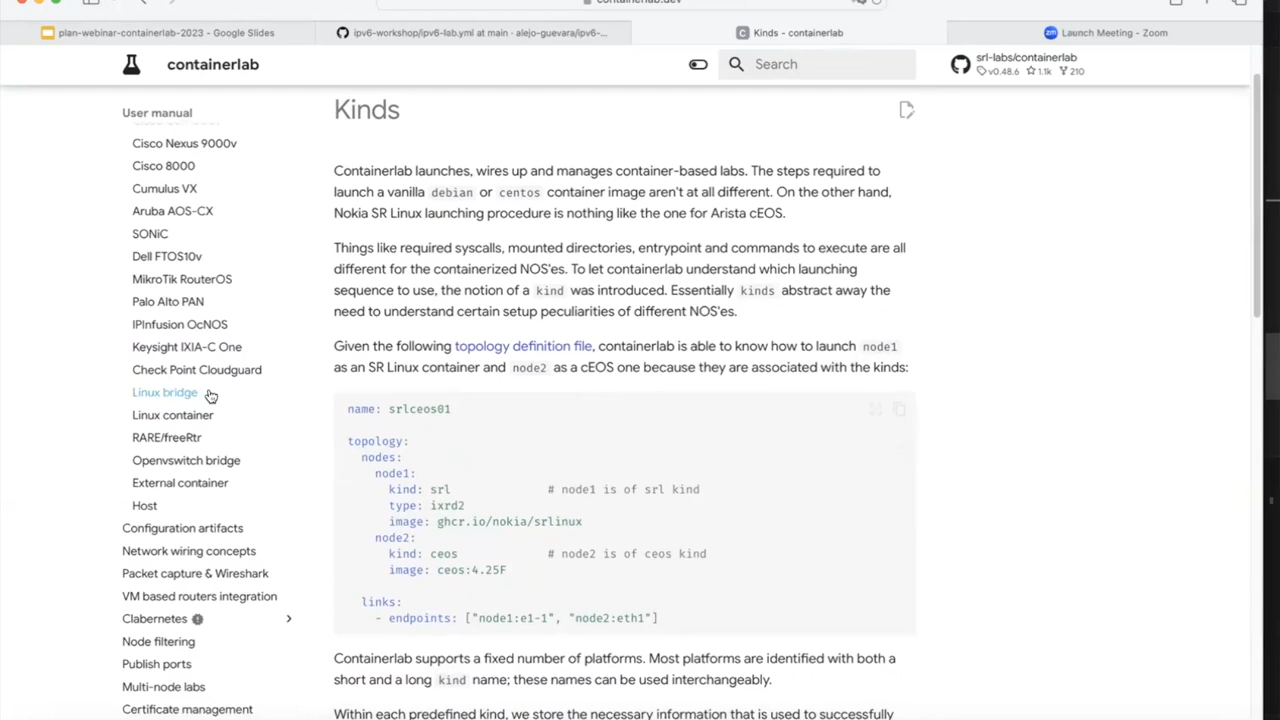 containerlab.dev
plan-webinar-containerlab-2023 - Google Slides
ipv6-workshop/ipv6-lab.yml at main · alejo-guevara/ipv6-...
Kinds - containerlab
Launch Meeting - Zoom
containerlab
Search
srl-labs/containerlab
v0.48.6 1.1k 210
User manual
Cisco Nexus 9000v
Cisco 8000
Cumulus VX
Aruba AOS-CX
SONiC
Dell FTOS10v
MikroTik RouterOS
Palo Alto PAN
IPInfusion OcNOS
Keysight IXIA-C One
Check Point Cloudguard
Linux bridge
Linux container
RARE/freeRtr
Openvswitch bridge
External container
Host
Configuration artifacts
Network wiring concepts
Packet capture & Wireshark
VM based routers integration
Clabernetes
Node filtering
Publish ports
Multi-node labs
Certificate management
Kinds
Containerlab launches, wires up and manages container-based labs. The steps required to
launch a vanilla debian or centos container image aren't at all different. On the other hand,
Nokia SR Linux launching procedure is nothing like the one for Arista cEOS.
Things like required syscalls, mounted directories, entrypoint and commands to execute are all
different for the containerized NOS'es. To let containerlab understand which launching
sequence to use, the notion of a kind was introduced. Essentially kinds abstract away the
need to understand certain setup peculiarities of different NOS'es.
Given the following topology definition file, containerlab is able to know how to launch node1
as an SR Linux container and node2 as a cEOS one because they are associated with the kinds:
name: srlceos01
topology:
nodes:
node1:
kind: srl # node1 is of srl kind
type: ixrd2
image: ghcr.io/nokia/srlinux
node2:
kind: ceos # node2 is of ceos kind
image: ceos:4.25F
links:
- endpoints: ["node1:e1-1", "node2:eth1"]
Containerlab supports a fixed number of platforms. Most platforms are identified with both a
short and a long kind name; these names can be used interchangeably.
Within each predefined kind, we store the necessary information that is used to successfully